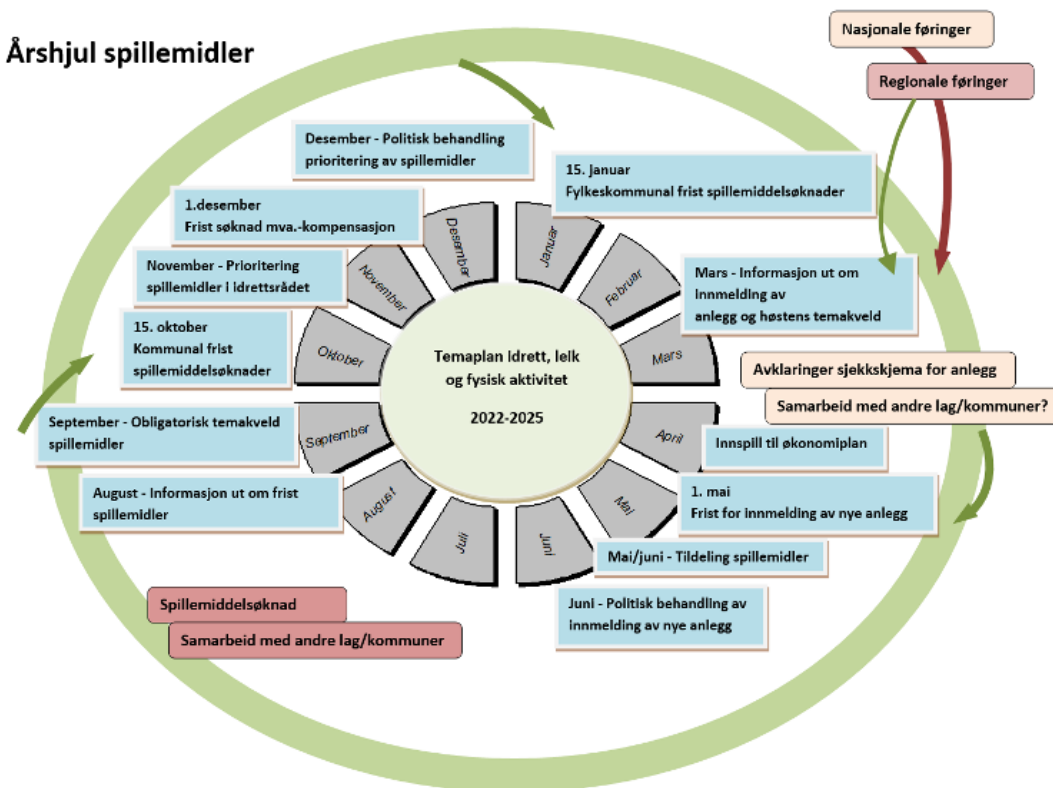 Årshjul spillemidler
Nasjonale føringer
Regionale føringer
Desember - Politisk behandling
prioritering av spillemidler
15. januar
Fylkeskommunal frist spillemiddelsøknader
1.desember
Frist søknad mva.-kompensasjon
November - Prioritering
spillemidler i idrettsrådet
15. oktober
Kommunal frist
spillemiddelsøknader
September - Obligatorisk temakveld
spillemidler
August - Informasjon ut om frist
spillemidler
Mars - Informasjon ut om
innmelding av
anlegg og høstens temakveld
Avklaringer sjekkskjema for anlegg
Samarbeid med andre lag/kommuner?
Innspill til økonomiplan
1. mai
Frist for innmelding av nye anlegg
Mai/juni - Tildeling spillemidler
Juni - Politisk behandling av
innmelding av nye anlegg
Spillemiddelsøknad
Samarbeid med andre lag/kommuner
Januar
Februar
Mars
April
Mai
Juni
Juli
August
September
Oktober
November
Desember
Temaplan Idrett, leik
og fysisk aktivitet
2022-2025